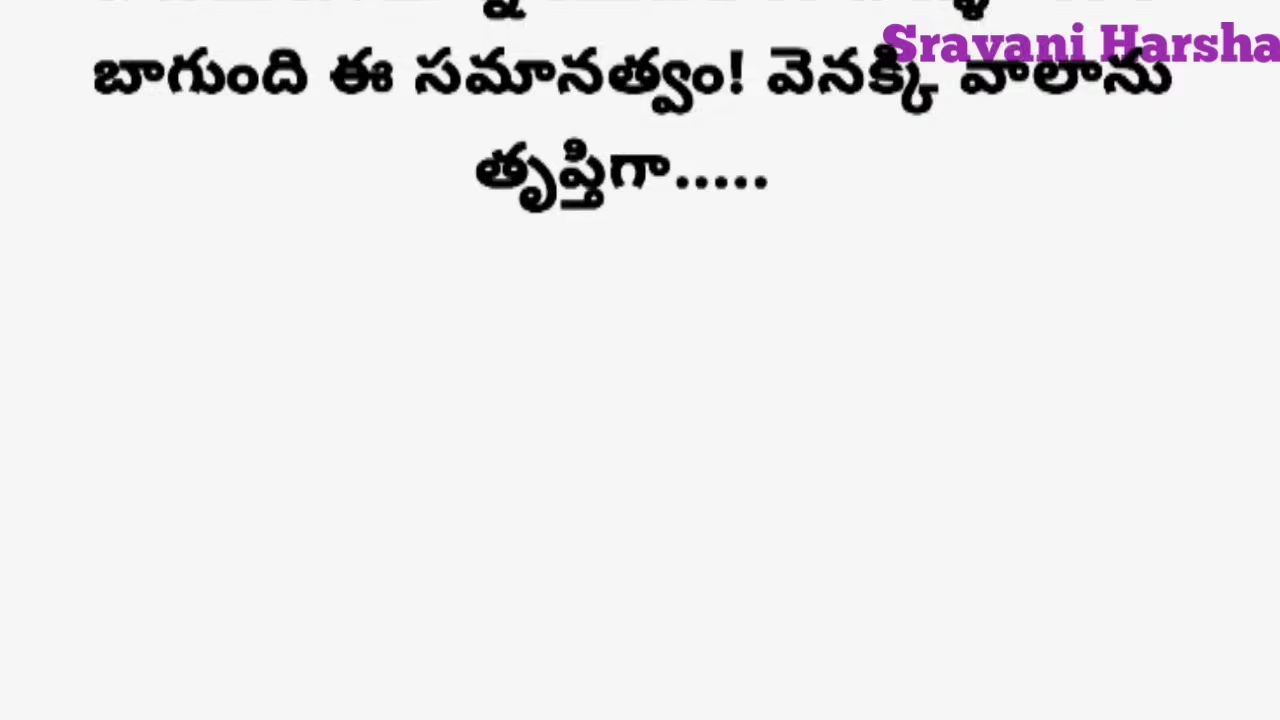 Sravani Harsha
బాగుంది ఈ సమానత్వం! వెనక్కి వాలాను
తృప్తిగా.....